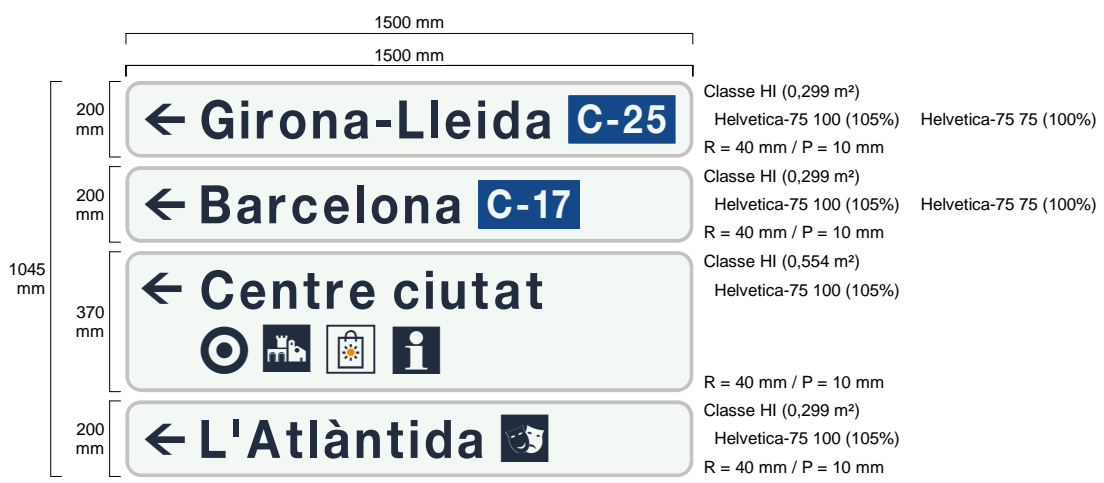 1500 mm
1500 mm
200 mm
Girona-Lleida C-25
Classe HI (0,299 m²)
Helvetica-75 100 (105%) Helvetica-75 75 (100%)
R = 40 mm / P = 10 mm
200 mm
Barcelona C-17
Classe HI (0,299 m²)
Helvetica-75 100 (105%) Helvetica-75 75 (100%)
R = 40 mm / P = 10 mm
1045 mm
370 mm
Centre ciutat
i
Classe HI (0,554 m²)
Helvetica-75 100 (105%)
R = 40 mm / P = 10 mm
200 mm
L'Atlàntida
Classe HI (0,299 m²)
Helvetica-75 100 (105%)
R = 40 mm / P = 10 mm